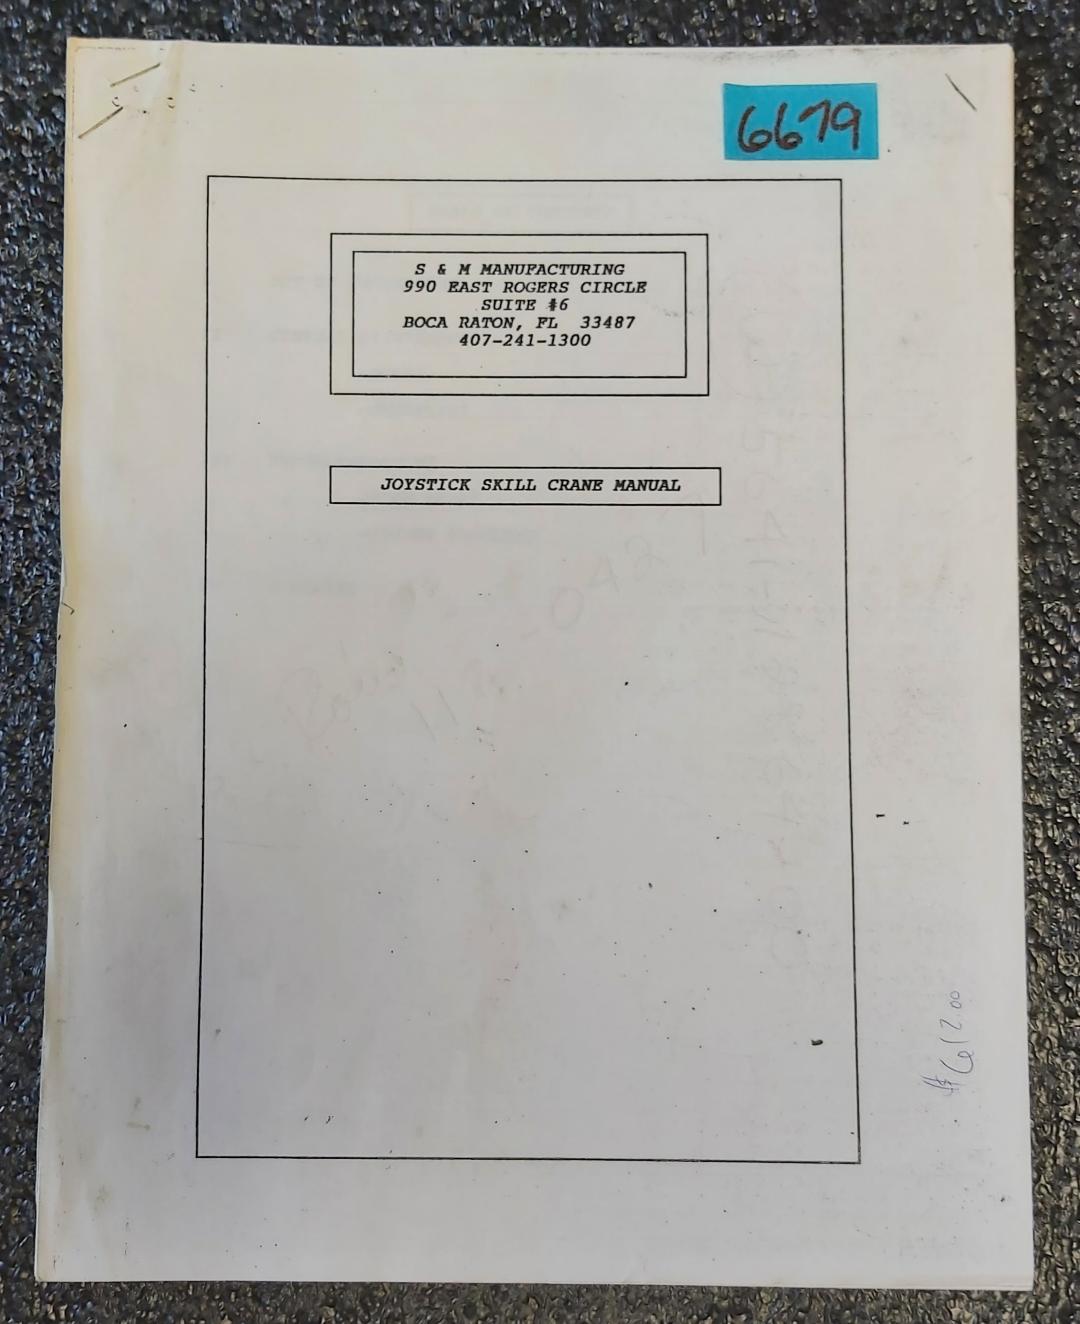 6679
S & M MANUFACTURING
990 EAST ROGERS CIRCLE
SUITE #6
BOCA RATON, FL 33487
407-241-1300
JOYSTICK SKILL CRANE MANUAL
$612.00